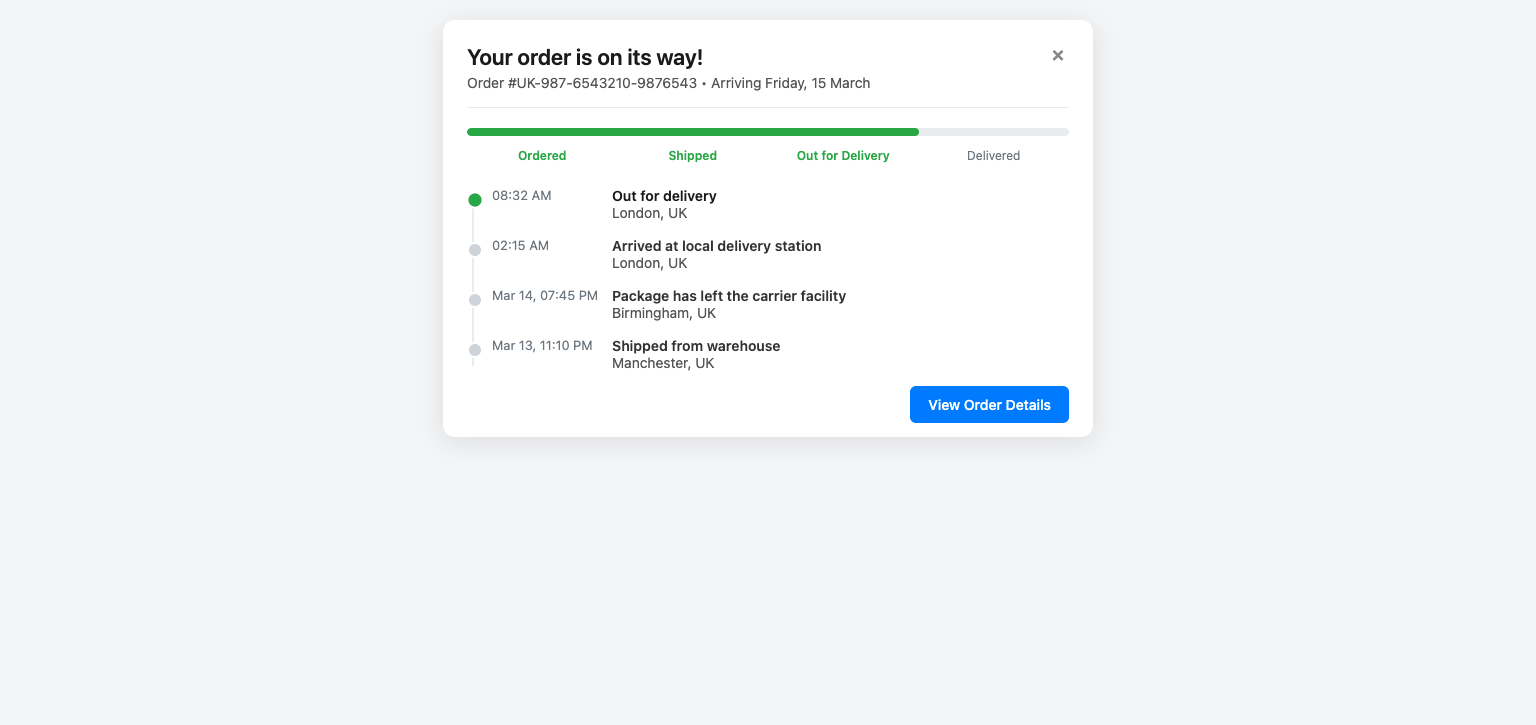 Your order is on its way!
×
Order #UK-987-6543210-9876543 • Arriving Friday, 15 March
Ordered Shipped Out for Delivery Delivered
08:32 AM Out for delivery
London, UK
02:15 AM Arrived at local delivery station
London, UK
Mar 14, 07:45 PM Package has left the carrier facility
Birmingham, UK
Mar 13, 11:10 PM Shipped from warehouse
Manchester, UK
View Order Details